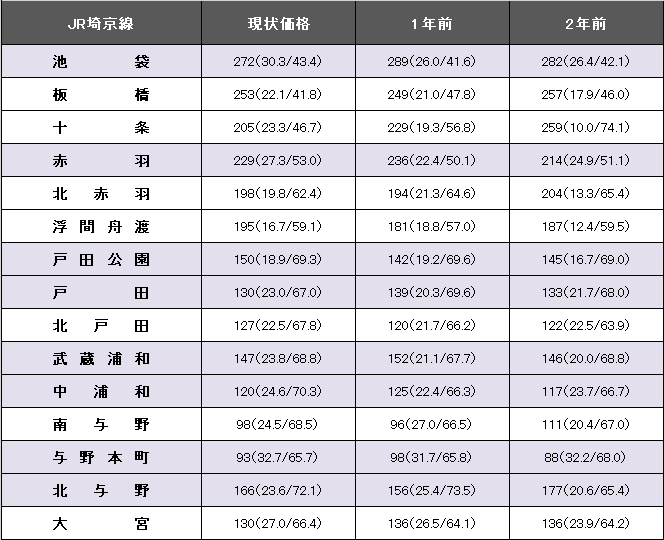 JR埼京線 現状価格 1年前 2年前
池袋 272(30.3/43.4) 289(26.0/41.6) 282(26.4/42.1)
板橋 253(22.1/41.8) 249(21.0/47.8) 257(17.9/46.0)
十条 205(23.3/46.7) 229(19.3/56.8) 259(10.0/74.1)
赤羽 229(27.3/53.0) 236(22.4/50.1) 214(24.9/51.1)
北赤羽 198(19.8/62.4) 194(21.3/64.6) 204(13.3/65.4)
浮間舟渡 195(16.7/59.1) 181(18.8/57.0) 187(12.4/59.5)
戸田公園 150(18.9/69.3) 142(19.2/69.6) 145(16.7/69.0)
戸田 130(23.0/67.0) 139(20.3/69.6) 133(21.7/68.0)
北戸田 127(22.5/67.8) 120(21.7/66.2) 122(22.5/63.9)
武蔵浦和 147(23.8/68.8) 152(21.1/67.7) 146(20.0/68.8)
中浦和 120(24.6/70.3) 125(22.4/66.3) 117(23.7/66.7)
南与野 98(24.5/68.5) 96(27.0/66.5) 111(20.4/67.0)
与野本町 93(32.7/65.7) 98(31.7/65.8) 88(32.2/68.0)
北与野 166(23.6/72.1) 156(25.4/73.5) 177(20.6/65.4)
大宮 130(27.0/66.4) 136(26.5/64.1) 136(23.9/64.2)